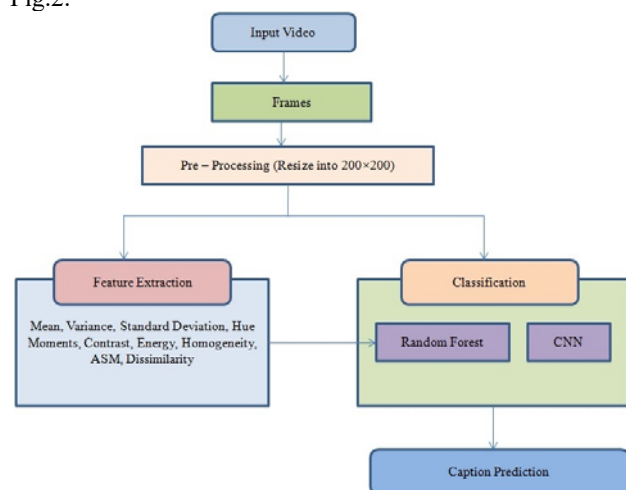 Fig.2.
Input Video
Frames
Pre – Processing (Resize into 200×200)
Feature Extraction
Mean, Variance, Standard Deviation, Hue
Moments, Contrast, Energy, Homogeneity,
ASM, Dissimilarity
Classification
Random Forest
CNN
Caption Prediction